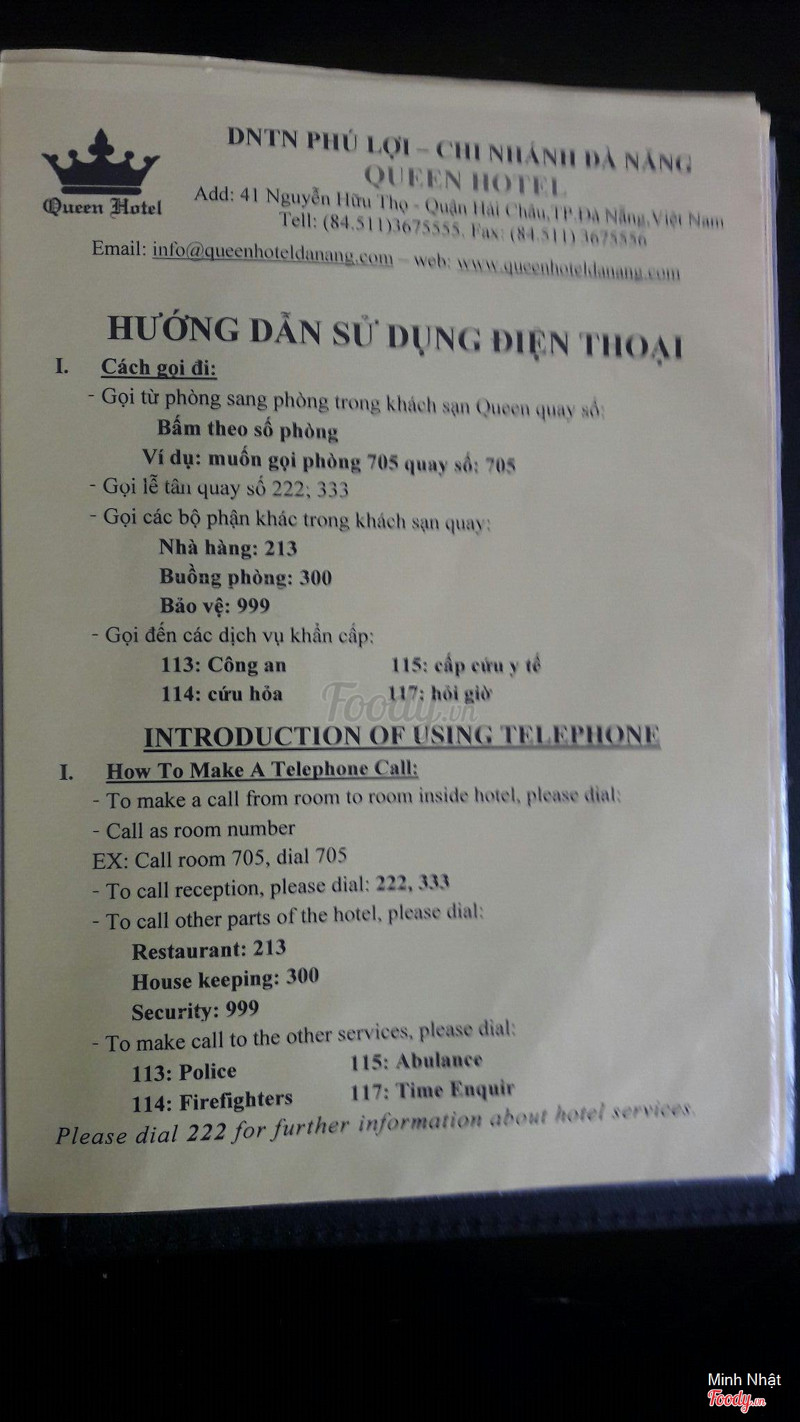 DNTN PHÚ LỢI – CHI NHÁNH ĐÀ NẴNG
QUEEN HOTEL
Queen Hotel
Add: 41 Nguyễn Hữu Thọ - Quận Hải Châu,TP.Đà Nẵng,Việt Nam
Tell: (84.511)3675555. Fax: (84.511) 3675556
Email: info@queenhoteldanang.com – web: www.queenhoteldanang.com
HƯỚNG DẪN SỬ DỤNG ĐIỆN THOẠI
I. Cách gọi đi:
- Gọi từ phòng sang phòng trong khách sạn Queen quay số:
Bấm theo số phòng
Ví dụ: muốn gọi phòng 705 quay số: 705
- Gọi lễ tân quay số 222; 333
- Gọi các bộ phận khác trong khách sạn quay:
Nhà hàng: 213
Buồng phòng: 300
Bảo vệ: 999
- Gọi đến các dịch vụ khẩn cấp:
113: Công an 115: cấp cứu y tế
114: cứu hỏa 117: hỏi giờ
Foody.vn
INTRODUCTION OF USING TELEPHONE
I. How To Make A Telephone Call:
- To make a call from room to room inside hotel, please dial:
- Call as room number
EX: Call room 705, dial 705
- To call reception, please dial: 222, 333
- To call other parts of the hotel, please dial:
Restaurant: 213
House keeping: 300
Security: 999
- To make call to the other services, please dial:
113: Police 115: Abulance
114: Firefighters 117: Time Enquir
Please dial 222 for further information about hotel services.
Minh Nhật
Foody.vn